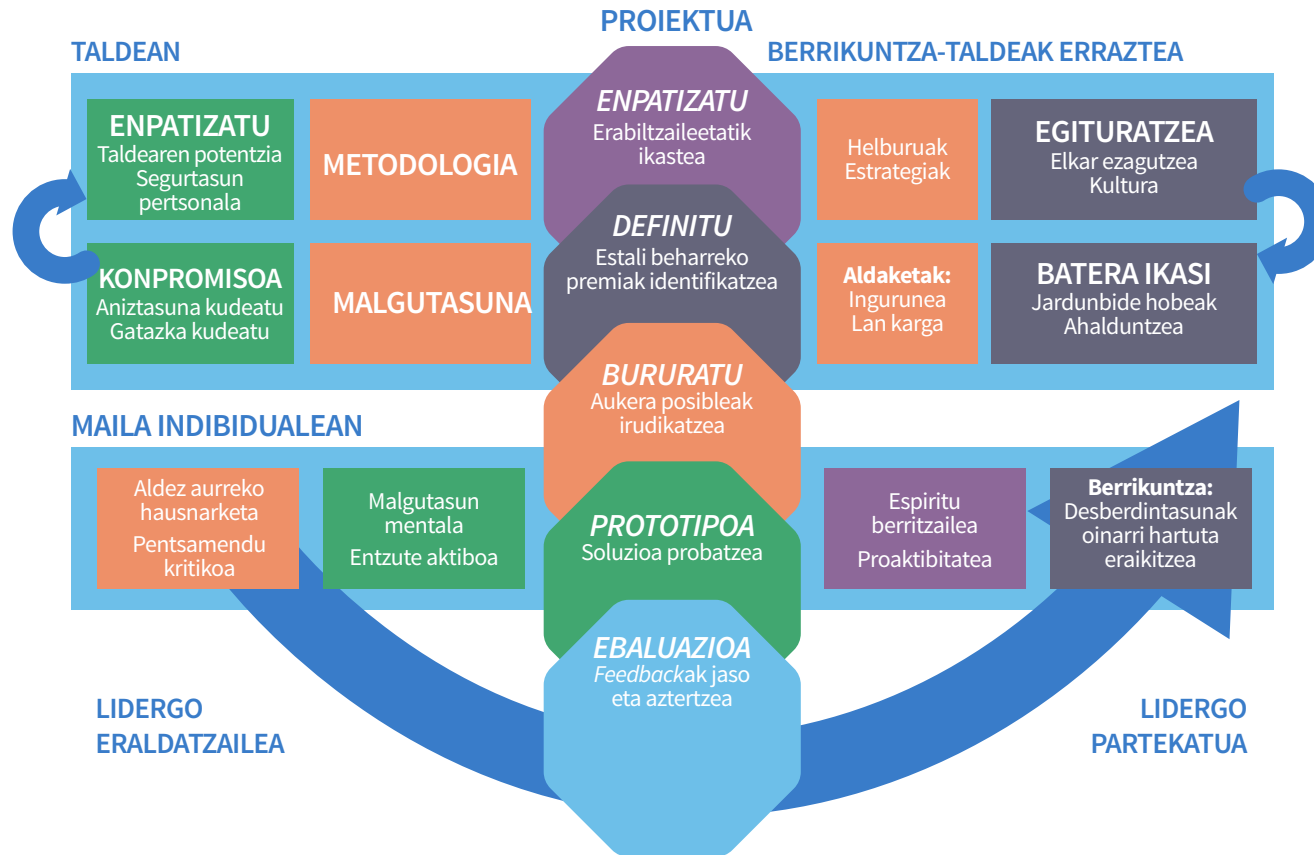 PROIEKTUA
TALDEAN
BERRIKUNTZA-TALDEAK ERRAZTEA
ENPATIZATU
Taldearen potentzia
Segurtasun
pertsonala
METODOLOGIA
ENPATIZATU
Erabiltzaileetatik
ikastea
Helburuak
Estrategiak
EGITURATZEA
Elkar ezagutzea
Kultura
KONPROMISOA
Aniztasuna kudeatu
Gatazka kudeatu
MALGUTASUNA
DEFINITU
Estali beharreko
premiak identifikatzea
Aldaketak:
Ingurunea
Lan karga
BATERA IKASI
Jardunbide hobeak
Ahalduntzea
BURURATU
Aukera posibleak
irudikatzea
MAILA INDIBIDUALEAN
Aldez aurreko
hausnarketa
Pentsamendu
kritikoa
Malgutasun
mentala
Entzute aktiboa
PROTOTIPOA
Soluzioa probatzea
Espiritu
berritzailea
Proaktibitatea
Berrikuntza:
Desberdintasunak
oinarri hartuta
eraikitzea
EBALUAZIOA
Feedbackak jaso
eta aztertzea
LIDERGO
ERALDATZAILEA
LIDERGO
PARTEKATUA